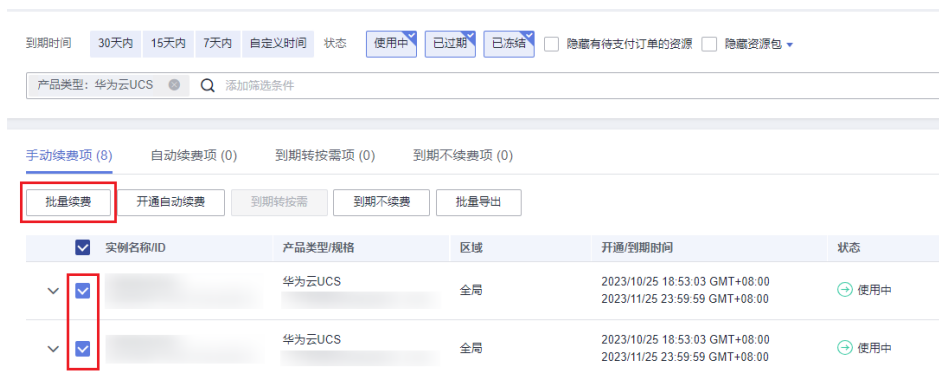 到期时间 30天内 15天内 7天内 自定义时间 状态 使用中 已过期 已冻结 隐藏有待支付订单的资源 隐藏资源包
产品类型：华为云UCS 添加筛选条件
手动续费项 (8) 自动续费项 (0) 到期转按需项 (0) 到期不续费项 (0)
批量续费 开通自动续费 到期转按需 到期不续费 批量导出
实例名称/ID 产品类型/规格 区域 开通/到期时间 状态
华为云UCS 全局 2023/10/25 18:53:03 GMT+08:00 使用中
2023/11/25 23:59:59 GMT+08:00
华为云UCS 全局 2023/10/25 18:53:03 GMT+08:00 使用中
2023/11/25 23:59:59 GMT+08:00